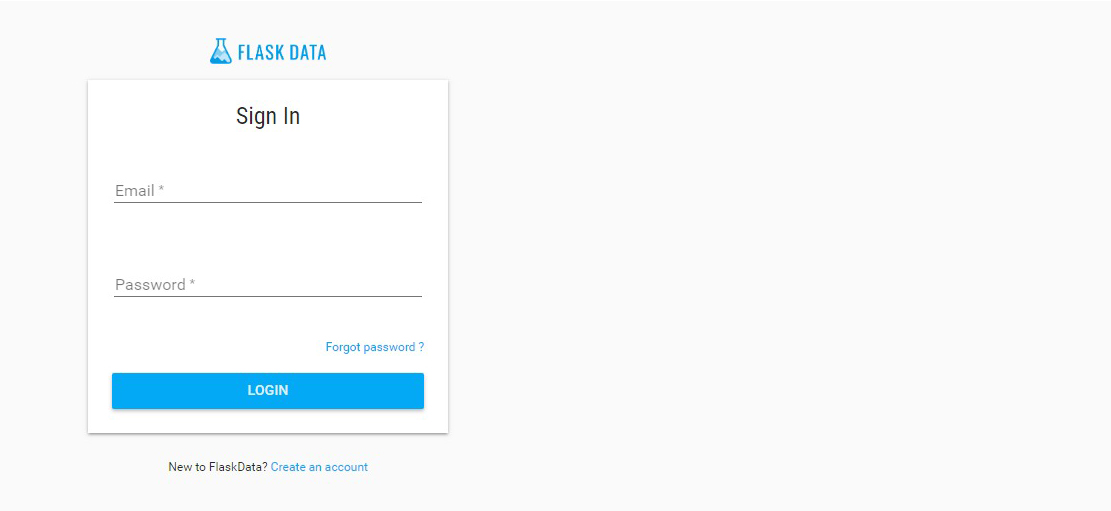 FLASK DATA
Sign In
Email *
Password *
Forgot password ?
LOGIN
New to FlaskData? Create an account